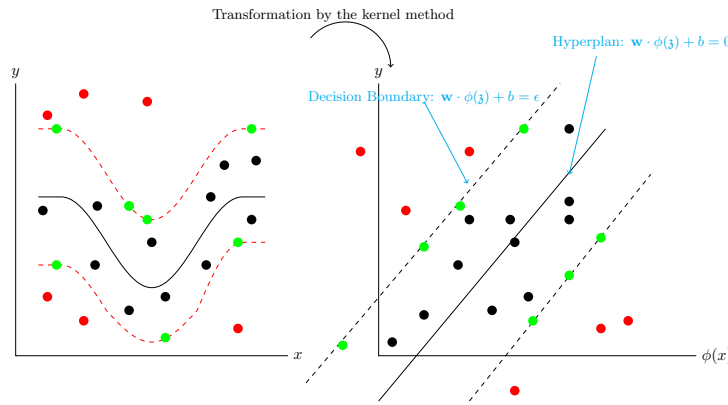 Transformation by the kernel method
Hyperplan: w · ϕ(𝔷) + b = 0
y
y
Decision Boundary: w · ϕ(𝔷) + b = ϵ
x
ϕ(x)